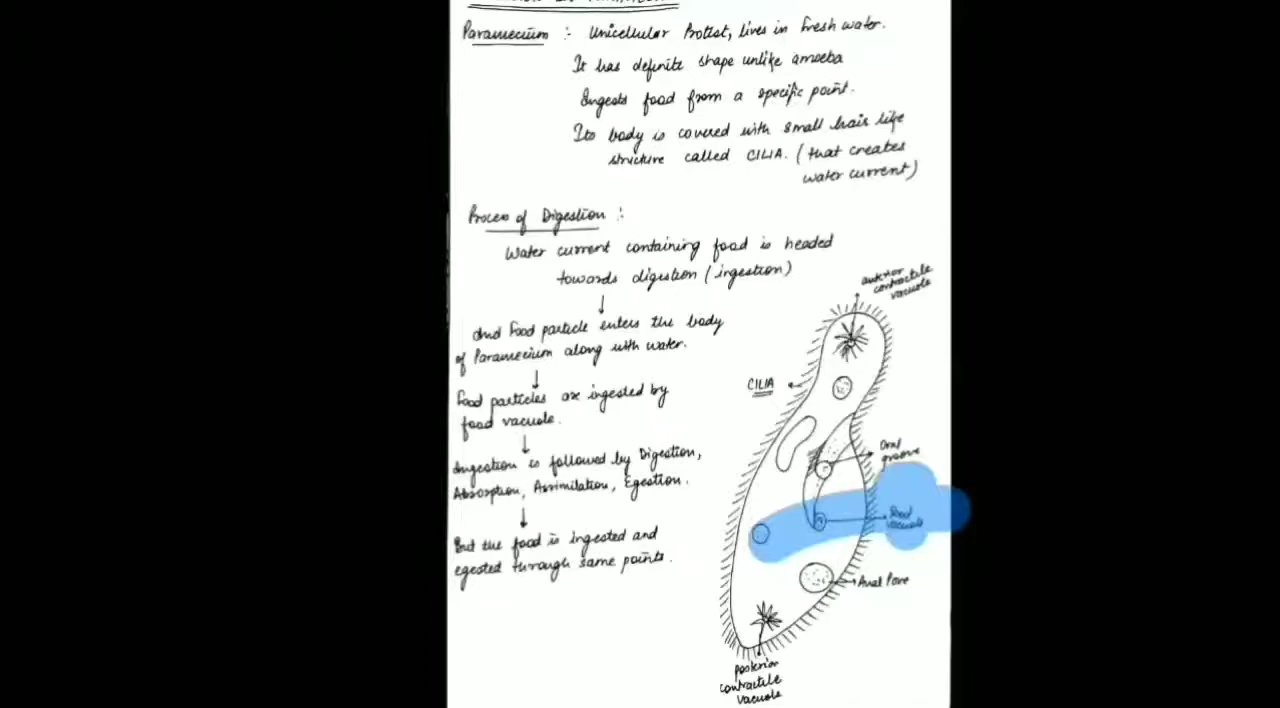 Paramecium :- Unicellular Protist, lives in fresh water.
It has definite shape unlike amoeba
Ingests food from a specific point.
Its body is covered with small hair like
structure called CILIA. (that creates
water current)
Process of Digestion :-
Water current containing food is headed
towards digestion (ingestion)
↓
And Food particle enters the body
of Paramecium along with water.
↓
Food particles are ingested by
food vacuole.
↓
Ingestion is followed by Digestion,
Absorption, Assimilation, Egestion.
↓
But the food is ingested and
egested through same points.
anterior
contractile
vacuole
CILIA
Oral
groove
Food
vacuole
Anal Pore
posterior
contractile
vacuole